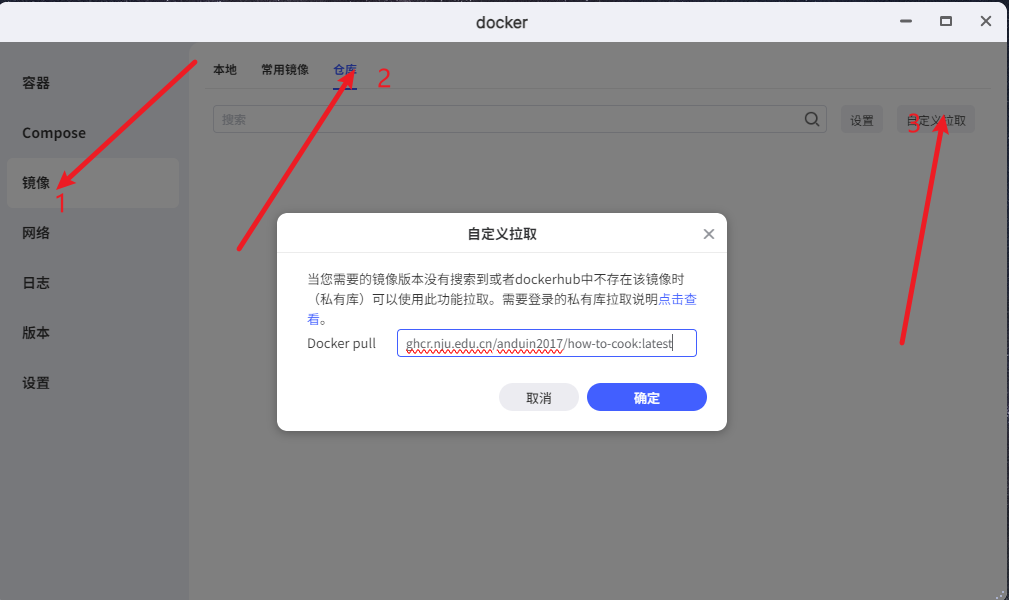 docker
容器
Compose
镜像
1
网络
日志
版本
设置
本地 常用镜像 仓库 2
搜索 设置 自定义拉取 3
自定义拉取
当您需要的镜像版本没有搜索到或者dockerhub中不存在该镜像时
（私有库）可以使用此功能拉取。需要登录的私有库拉取说明点击查
看。
Docker pull ghcr.nju.edu.cn/anduin2017/how-to-cook:latest
取消 确定